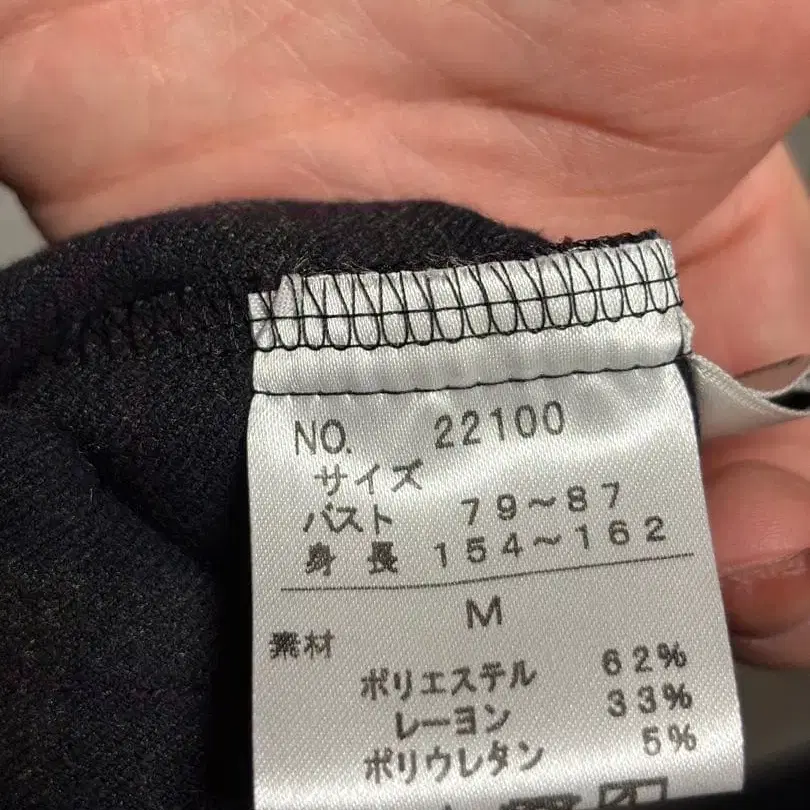 NO. 22100
サイズ
バスト 79~87
身長 154~162
M
素材
ポリエステル 62%
レーヨン 33%
ポリウレタン 5%